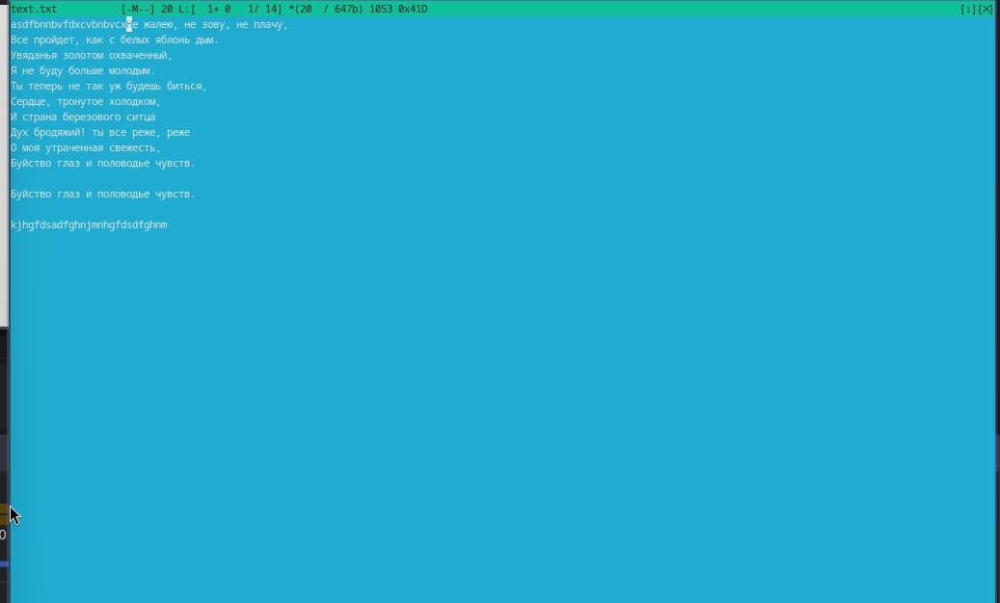 text.txt [-M--] 20 L:[ 1+ 0 1/ 14] *(20 / 647b) 1053 0x41D [↕][X]
asdfbnnbvfdxcvbnbvcxНе жалею, не зову, не плачу,
Все пройдет, как с белых яблонь дым.
Увяданья золотом охваченный,
Я не буду больше молодым.
Ты теперь не так уж будешь биться,
Сердце, тронутое холодком,
И страна березового ситца
Дух бродяжий! ты все реже, реже
О моя утраченная свежесть,
Буйство глаз и половодье чувств.
Буйство глаз и половодье чувств.
kjhgfdsadfghnjmnhgfdsdfghnm